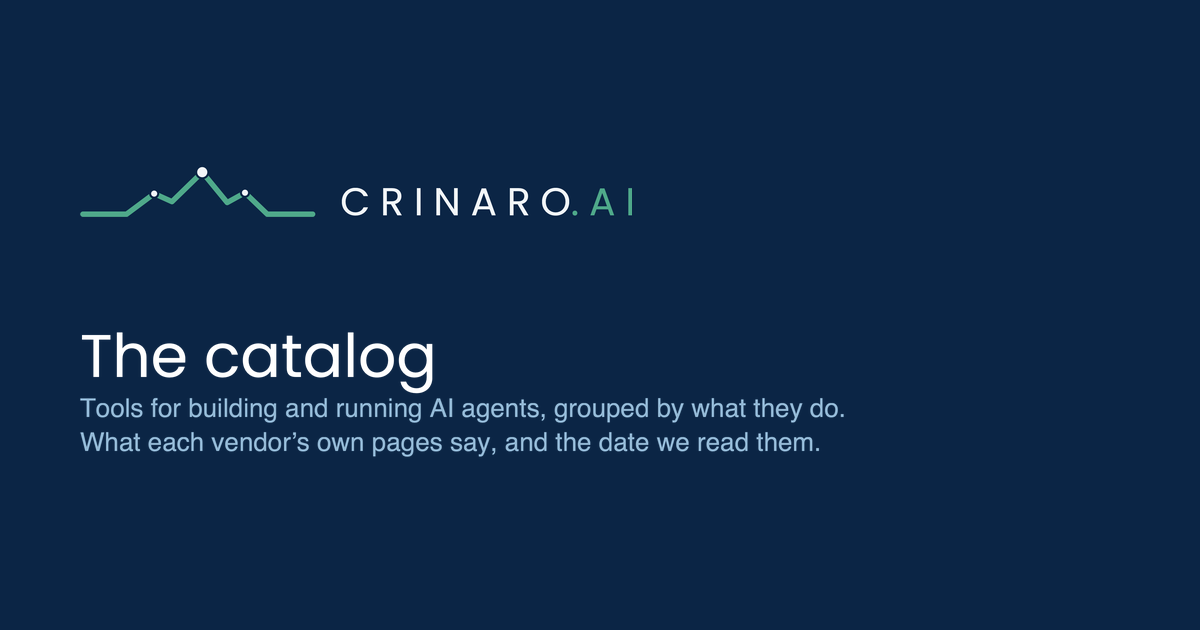 CRINARO.AI
The catalog
Tools for building and running AI agents, grouped by what they do.
What each vendor’s own pages say, and the date we read them.